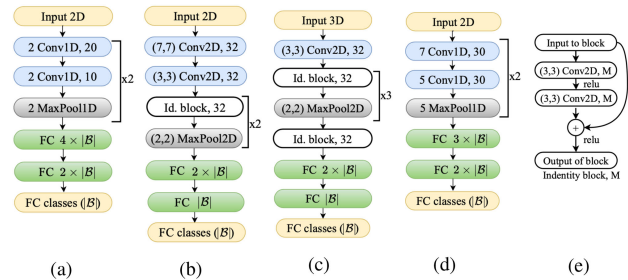 Input 2D
2 Conv1D, 20
2 Conv1D, 10
x2
2 MaxPool1D
FC 4 × |𝓑|
FC 2 × |𝓑|
FC classes (|𝓑|)
(a)
Input 2D
(7,7) Conv2D, 32
(3,3) Conv2D, 32
Id. block, 32
x2
(2,2) MaxPool2D
FC 2 × |𝓑|
FC |𝓑|
FC classes (|𝓑|)
(b)
Input 3D
(3,3) Conv2D, 32
Id. block, 32
x3
(2,2) MaxPool2D
Id. block, 32
FC 2 × |𝓑|
FC |𝓑|
FC classes (|𝓑|)
(c)
Input 2D
7 Conv1D, 30
5 Conv1D, 30
x2
5 MaxPool1D
FC 3 × |𝓑|
FC 2 × |𝓑|
FC classes (|𝓑|)
(d)
Input to block
(3,3) Conv2D, M
relu
(3,3) Conv2D, M
+
relu
Output of block
Indentity block, M
(e)